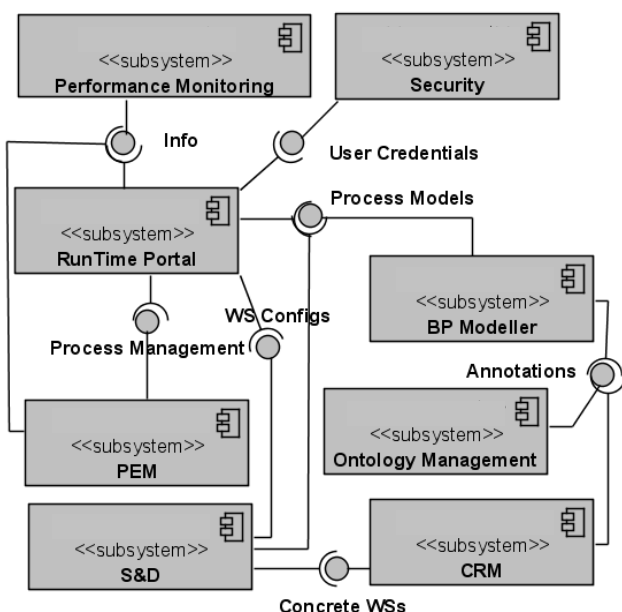 <<subsystem>>
Performance Monitoring
<<subsystem>>
Security
Info
User Credentials
Process Models
<<subsystem>>
RunTime Portal
<<subsystem>>
BP Modeller
WS Configs
Process Management
Annotations
<<subsystem>>
PEM
<<subsystem>>
Ontology Management
<<subsystem>>
S&D
<<subsystem>>
CRM
Concrete WSs